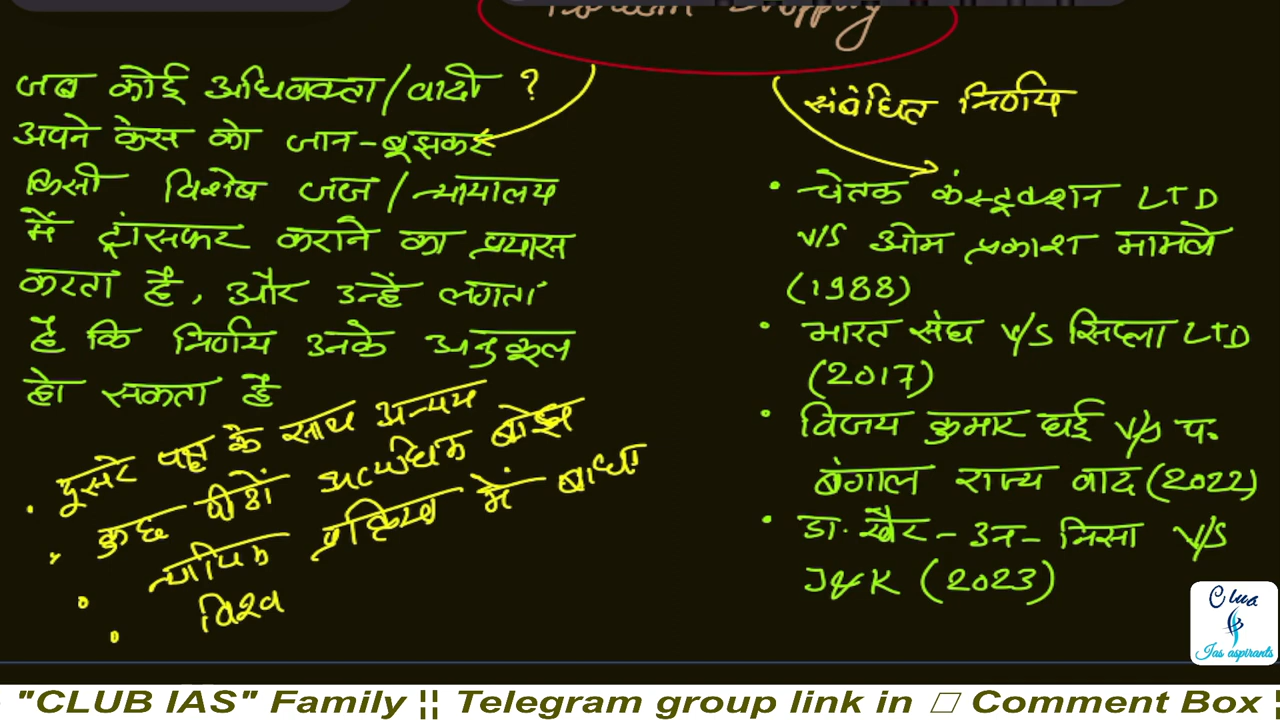 Forum Shopping
जब कोई अधिवक्ता/वादी ?
अपने केस को जान-बूझकर
किसी विशेष जज/न्यायालय
में ट्रांसफर कराने का प्रयास
करता है, और उन्हें लगता
है कि निर्णय उनके अनुकूल
हो सकता है
• दूसरे पक्ष के साथ अन्याय
• कुछ पीठों अत्यधिक बोझ
• न्यायिक प्रक्रिया में बाधा
• विश्व
संबंधित निर्णय
• चेतक कंस्ट्रक्शन LTD
V/S ओम प्रकाश मामले
(1988)
• भारत संघ V/S सिप्ला LTD
(2017)
• विजय कुमार घई V/S प.
बंगाल राज्य वाद (2022)
• डा. खैर-उन-निसा V/S
J&K (2023)
Club
Ias aspirants
"CLUB IAS" Family ¦¦ Telegram group link in □ Comment Box ¦